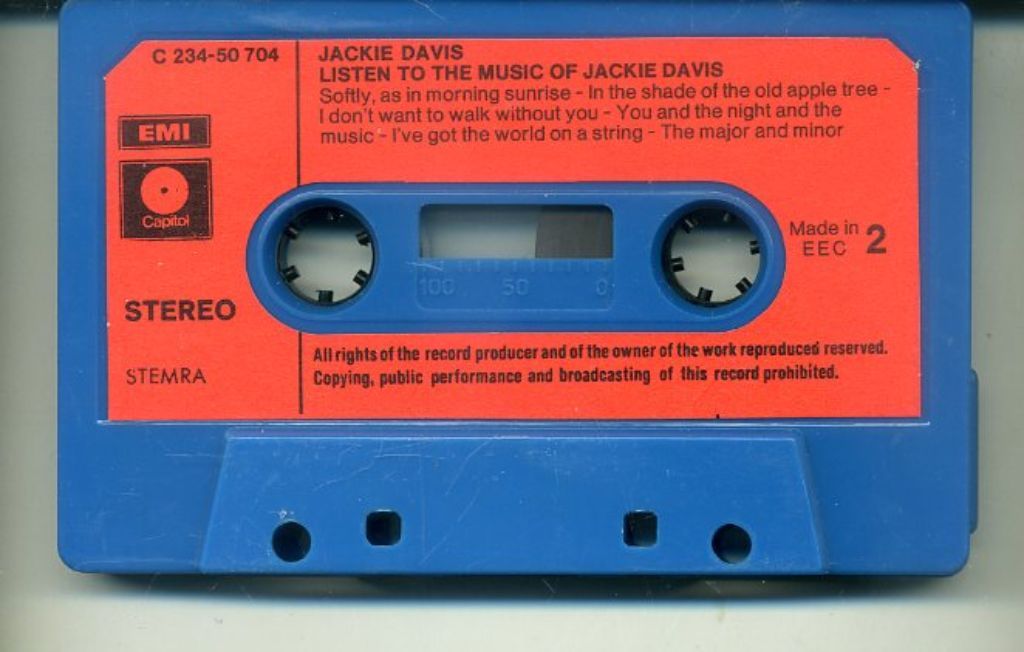 C 234-50 704
JACKIE DAVIS
LISTEN TO THE MUSIC OF JACKIE DAVIS
Softly, as in morning sunrise - In the shade of the old apple tree -
I don't want to walk without you - You and the night and the
music - I've got the world on a string - The major and minor
EMI
Capitol
Made in
EEC 2
100 50 0
STEREO
STEMRA
All rights of the record producer and of the owner of the work reproduced reserved.
Copying, public performance and broadcasting of this record prohibited.